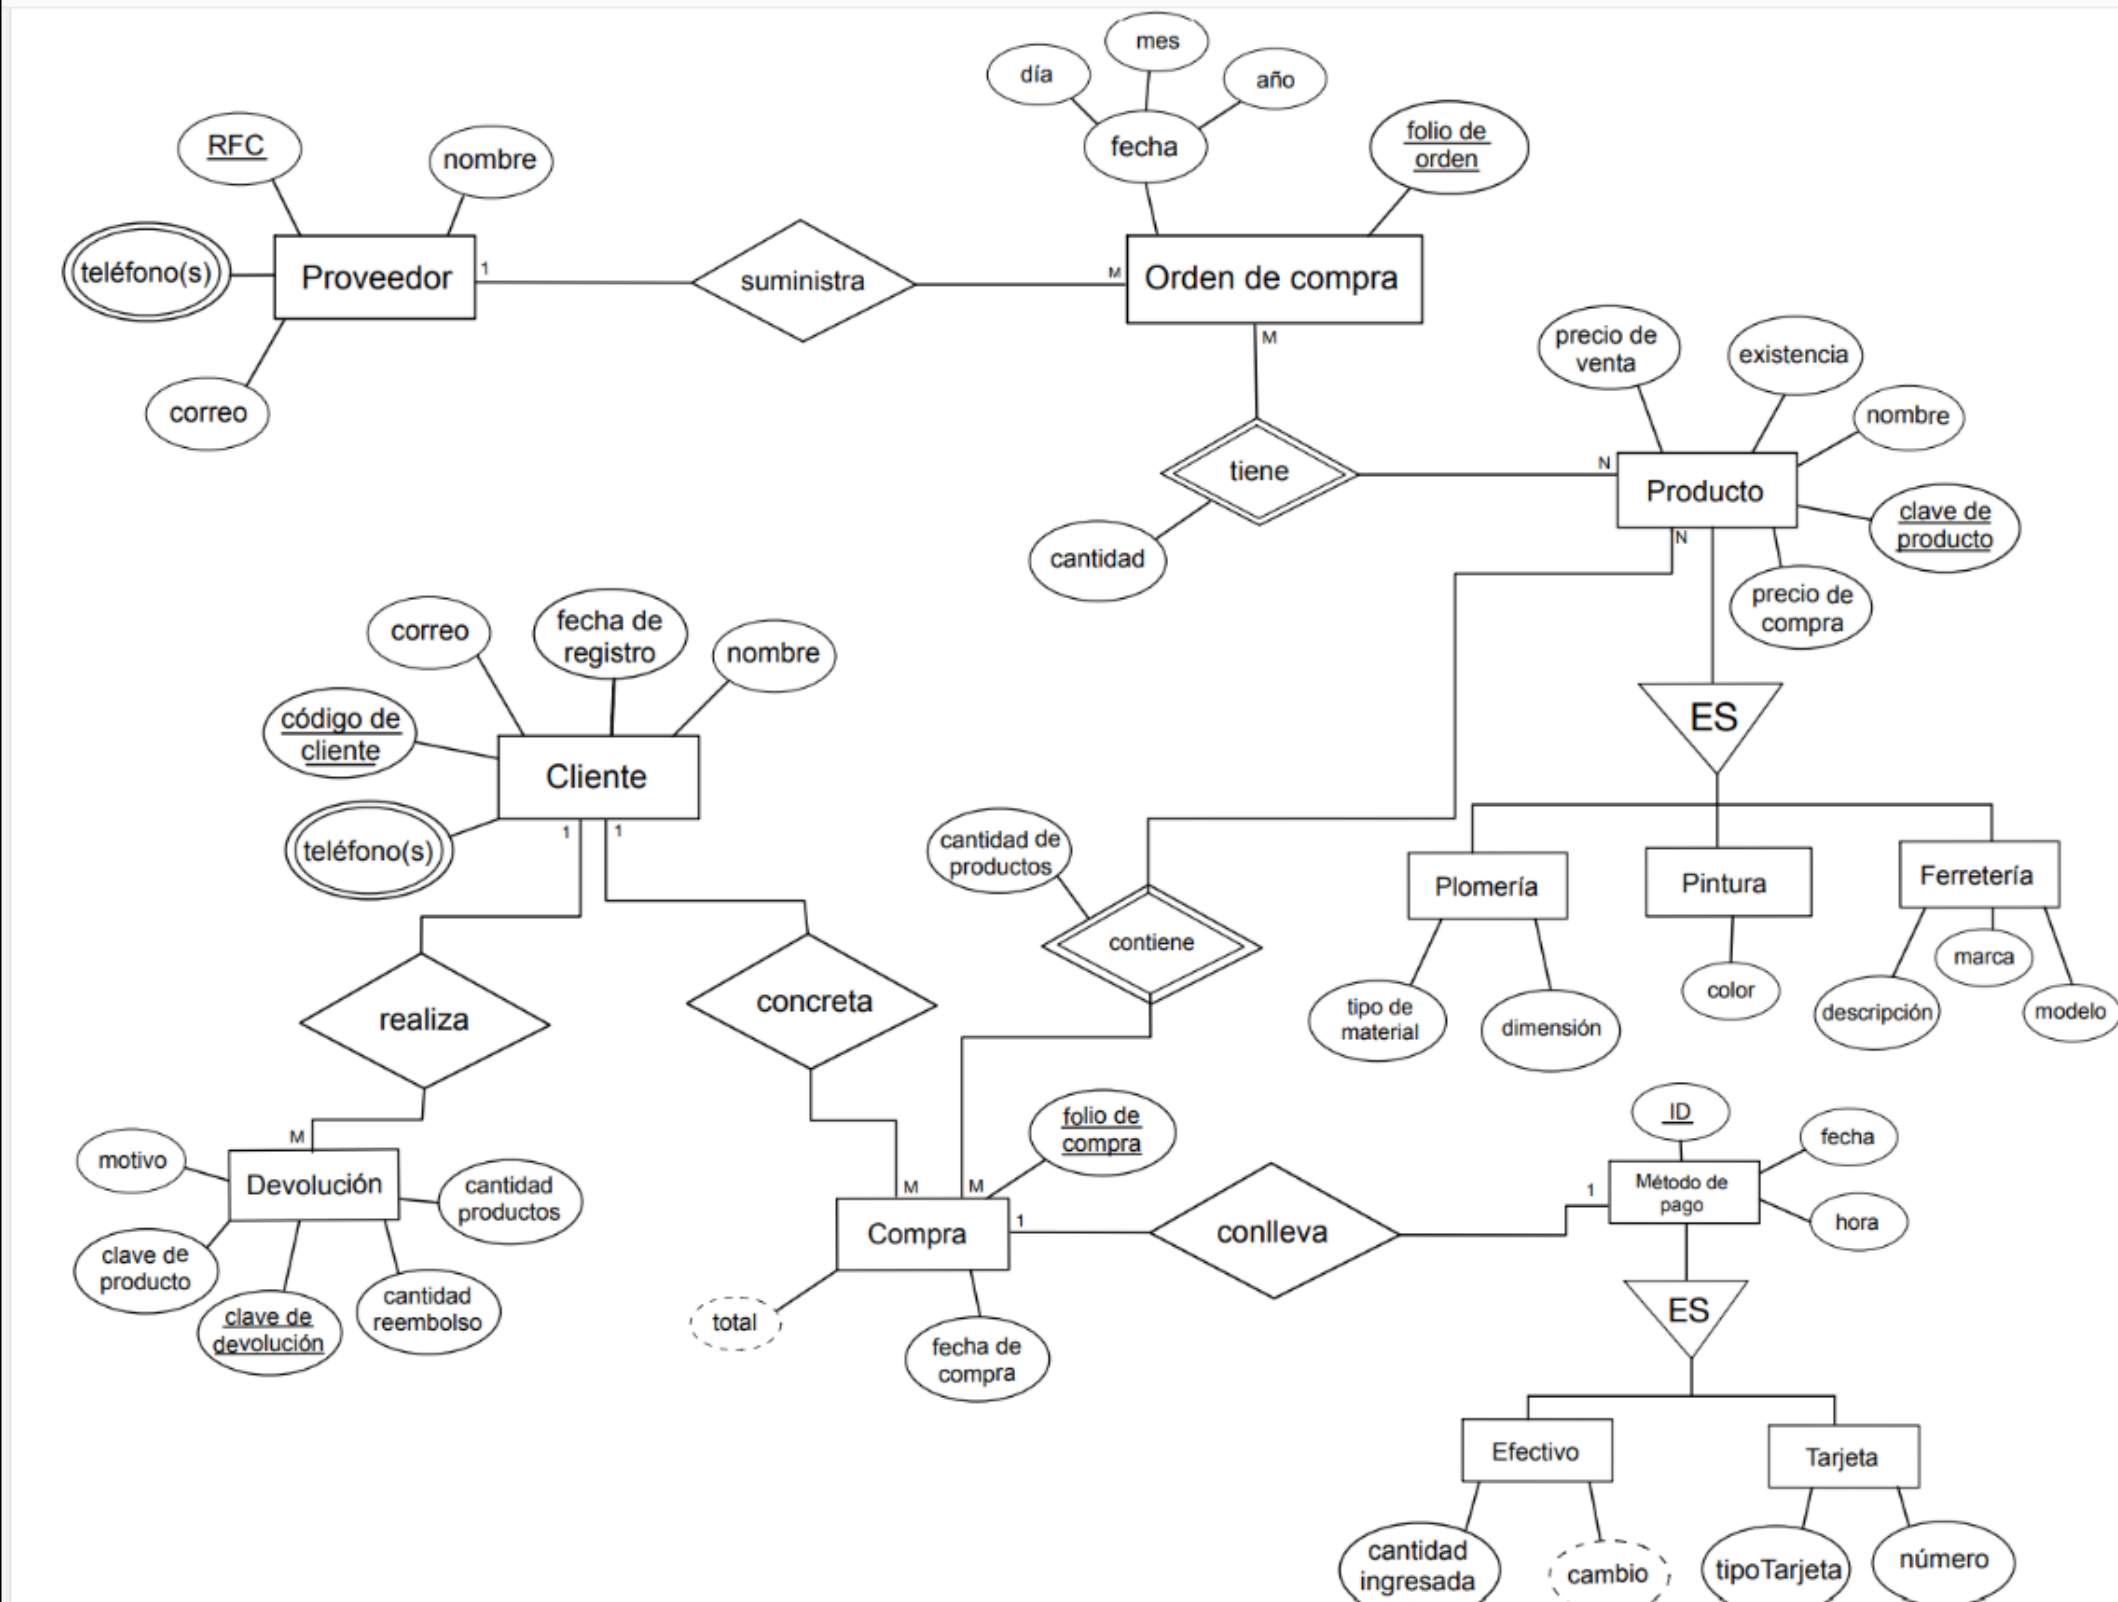 mes
día
año
fecha
folio de
orden
RFC
nombre
teléfono(s)
Proveedor
1
suministra
M
Orden de compra
correo
M
precio de
venta
existencia
nombre
tiene
N
Producto
clave de
producto
cantidad
N
precio de
compra
correo
fecha de
registro
nombre
código de
cliente
Cliente
ES
teléfono(s)
1
1
cantidad de
productos
Plomería
Pintura
Ferretería
contiene
marca
realiza
concreta
tipo de
material
dimensión
color
descripción
modelo
folio de
compra
ID
fecha
motivo
M
Devolución
cantidad
productos
M
M
Compra
1
conlleva
1
Método de
pago
hora
clave de
producto
clave de
devolución
cantidad
reembolso
total
fecha de
compra
ES
Efectivo
Tarjeta
cantidad
ingresada
cambio
tipoTarjeta
número